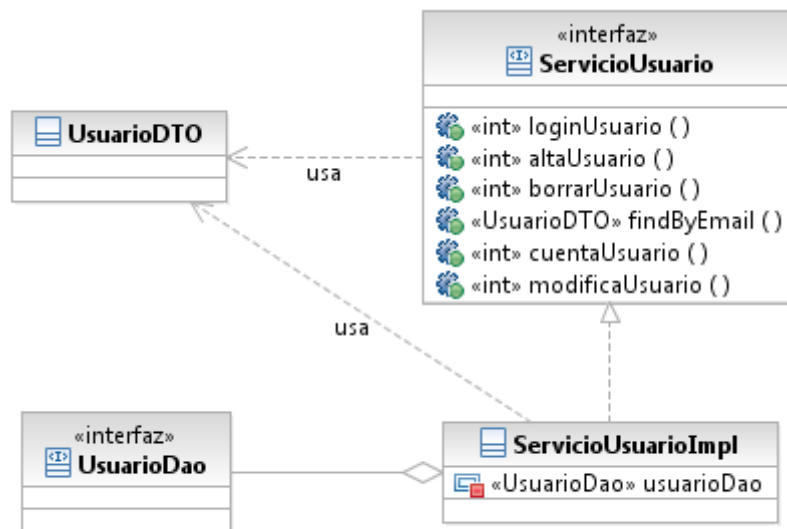 «interfaz»
ServicioUsuario
«int» loginUsuario ( )
«int» altaUsuario ( )
«int» borrarUsuario ( )
«UsuarioDTO» findByEmail ( )
«int» cuentaUsuario ( )
«int» modificaUsuario ( )
UsuarioDTO
usa
usa
«interfaz»
UsuarioDao
ServicioUsuarioImpl
«UsuarioDao» usuarioDao